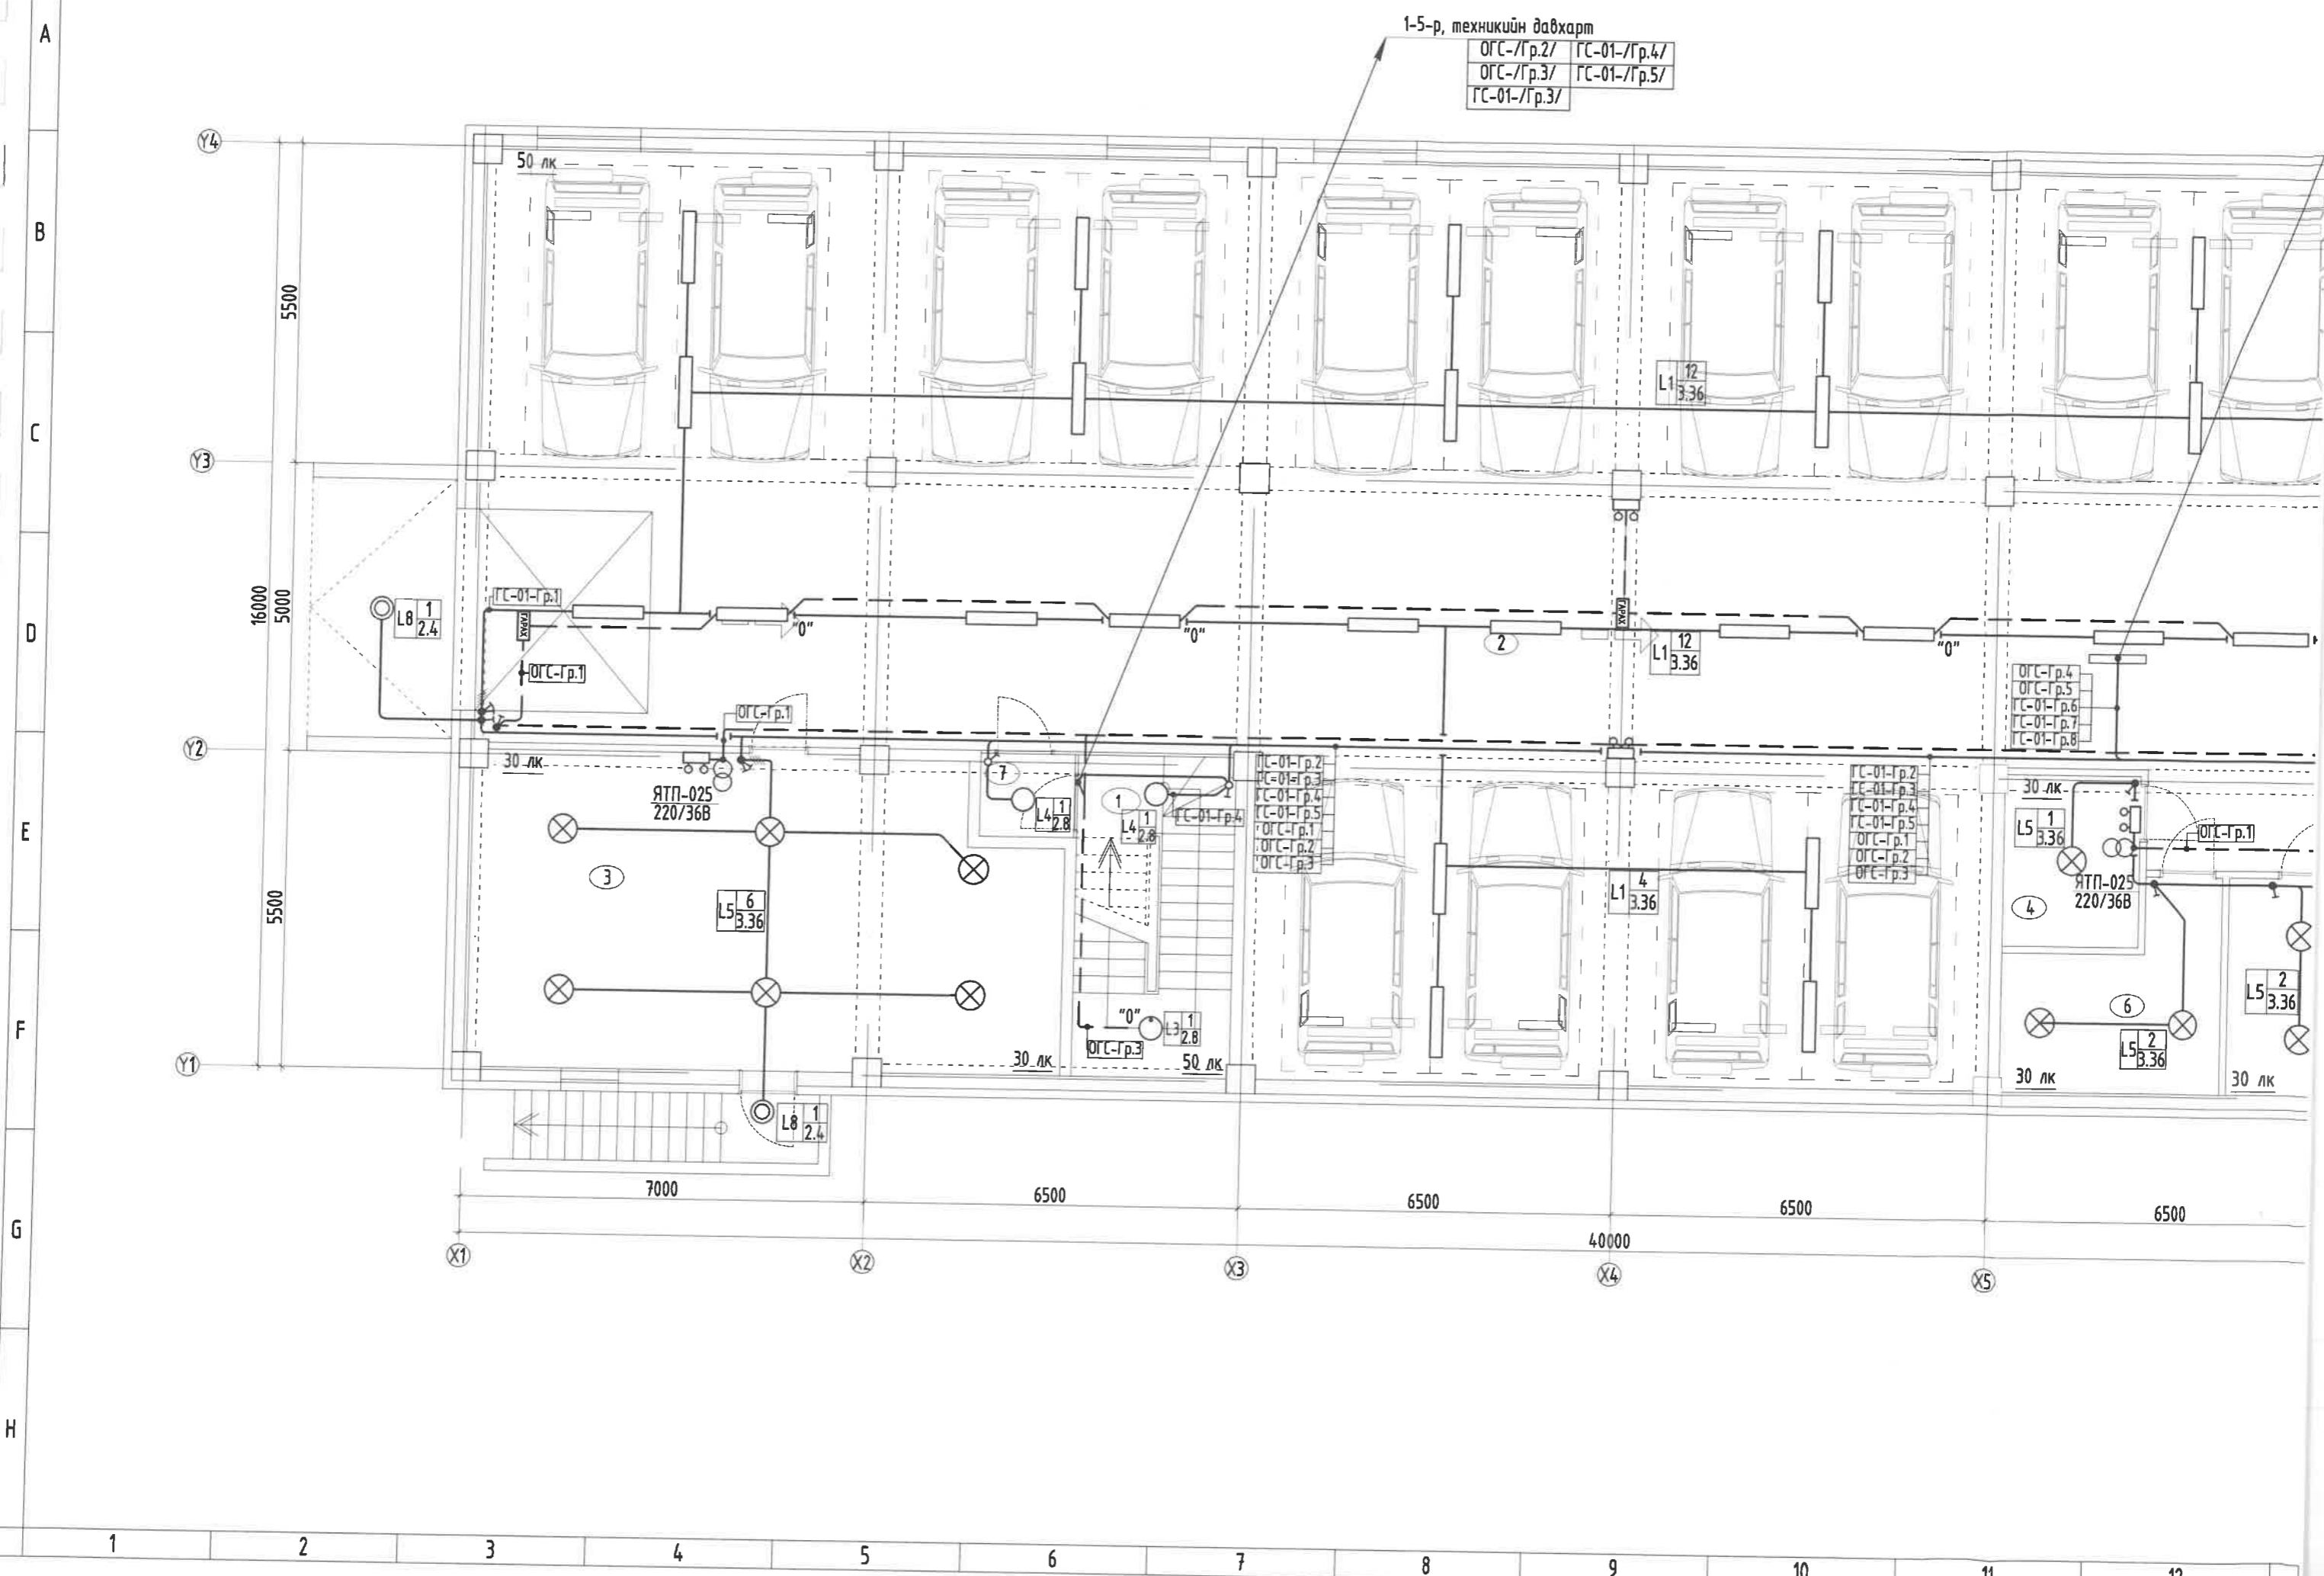 1-5-р, техникийн давхарт
ОГС-/Гр.2/ ГС-01-/Гр.4/
ОГС-/Гр.3/ ГС-01-/Гр.5/
ГС-01-/Гр.3/
A
B
C
D
E
F
G
H
Y4
Y3
Y2
Y1
5500
16000
5000
5500
50 лк
L1 12
3.36
L8 1
2.4
ГС-01-Гр.1
ГАРАХ
ОГС-Гр.1
"0"
"0"
2
ГАРАХ
L1 12
3.36
"0"
ОГС-Гр.4
ОГС-Гр.5
ГС-01-Гр.6
ГС-01-Гр.7
ГС-01-Гр.8
ОГС-Гр.1
30 лк
ЯТП-025
220/36В
3
L5 6
3.36
7
L4 1
2.8
1
L4 1
2.8
ГС-01-Гр.4
ГС-01-Гр.2
ГС-01-Гр.3
ГС-01-Гр.4
ГС-01-Гр.5
ОГС-Гр.1
ОГС-Гр.2
ОГС-Гр.3
L1 4
3.36
ГС-01-Гр.2
ГС-01-Гр.3
ГС-01-Гр.4
ГС-01-Гр.5
ОГС-Гр.1
ОГС-Гр.2
ОГС-Гр.3
30 лк
L5 1
3.36
ОГС-Гр.1
ЯТП-025
220/36В
4
6
L5 2
3.36
L5 2
3.36
"0"
L3 1
2.8
ОГС-Гр.3
30 лк
50 лк
30 лк
30 лк
L8 1
2.4
7000
6500
6500
6500
6500
40000
X1
X2
X3
X4
X5
1 2 3 4 5 6 7 8 9 10 11 12